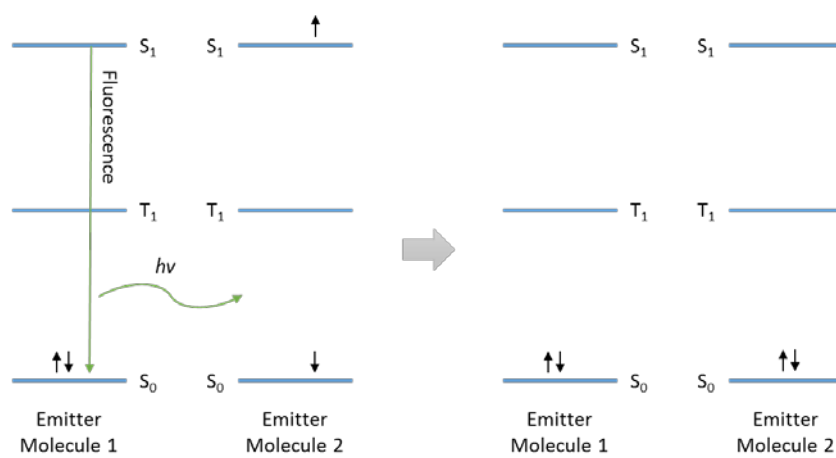 S1
S1
S1
S1
Fluorescence
T1
T1
T1
T1
hv
S0
S0
S0
S0
Emitter
Molecule 1
Emitter
Molecule 2
Emitter
Molecule 1
Emitter
Molecule 2